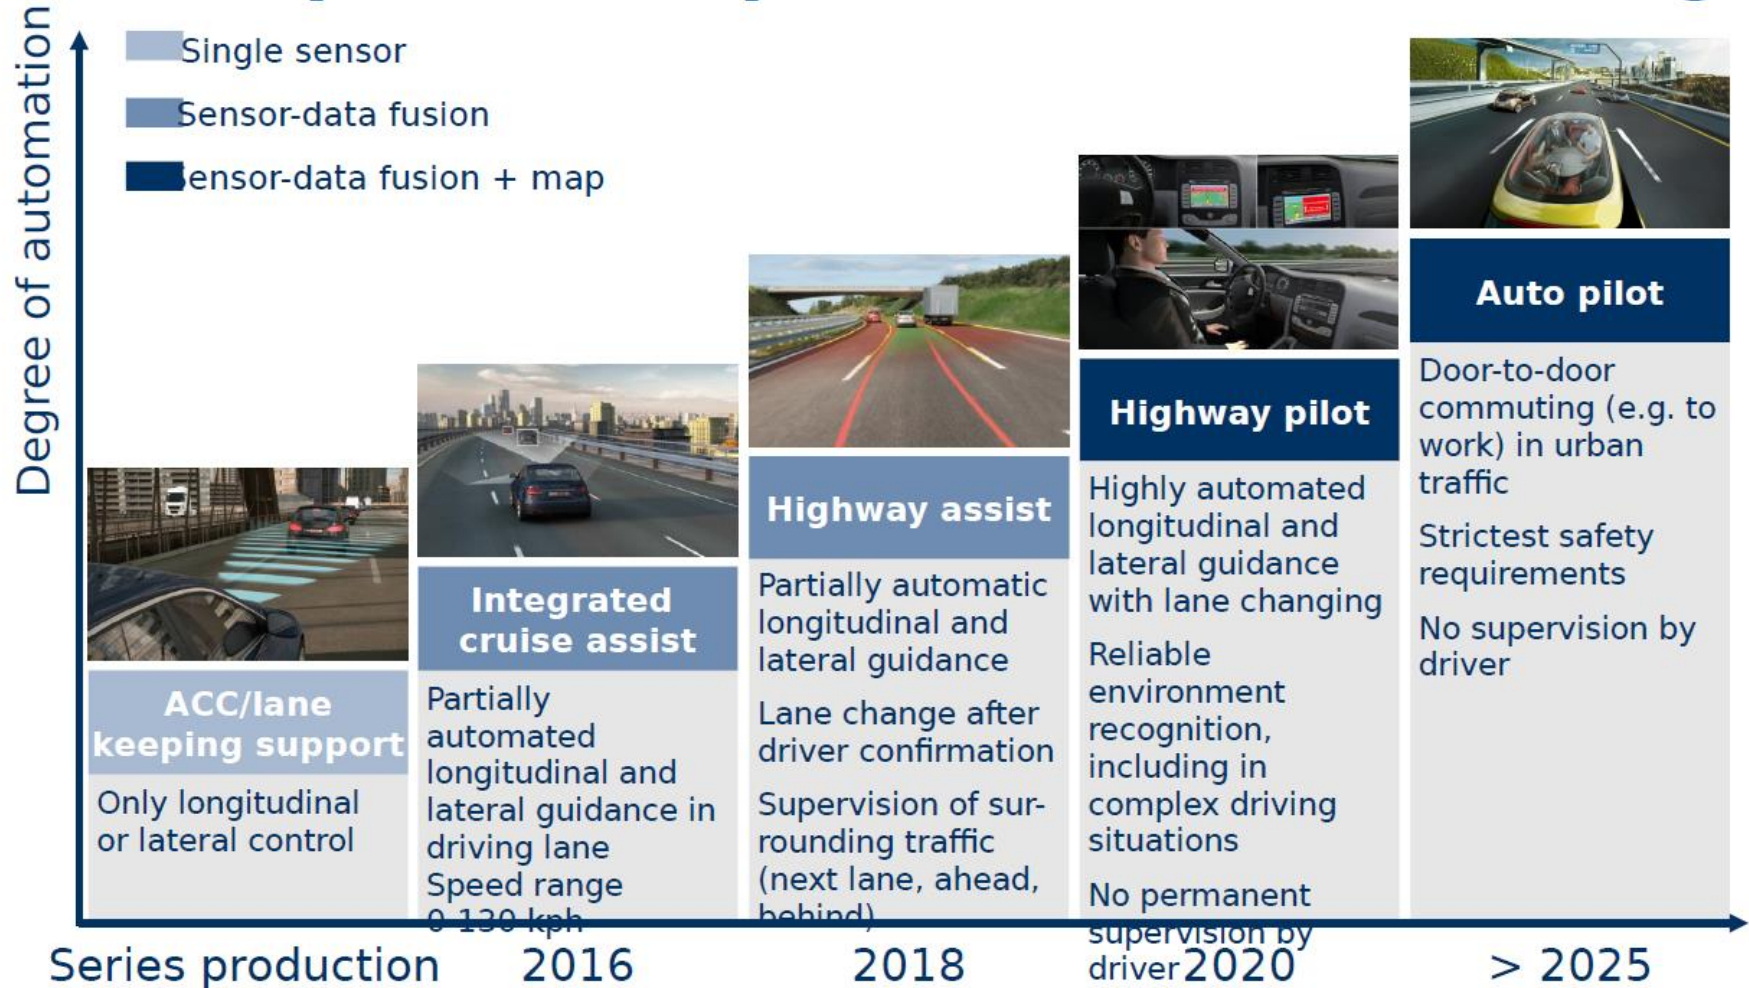 Degree of automation
Single sensor
Sensor-data fusion
ensor-data fusion + map
ACC/lane
keeping support
Only longitudinal
or lateral control
Integrated
cruise assist
Partially
automated
longitudinal and
lateral guidance in
driving lane
Speed range
0-130 kph
Highway assist
Partially automatic
longitudinal and
lateral guidance
Lane change after
driver confirmation
Supervision of sur-
rounding traffic
(next lane, ahead,
behind)
Highway pilot
Highly automated
longitudinal and
lateral guidance
with lane changing
Reliable
environment
recognition,
including in
complex driving
situations
No permanent
supervision by
driver
Auto pilot
Door-to-door
commuting (e.g. to
work) in urban
traffic
Strictest safety
requirements
No supervision by
driver
Series production
2016
2018
2020
> 2025